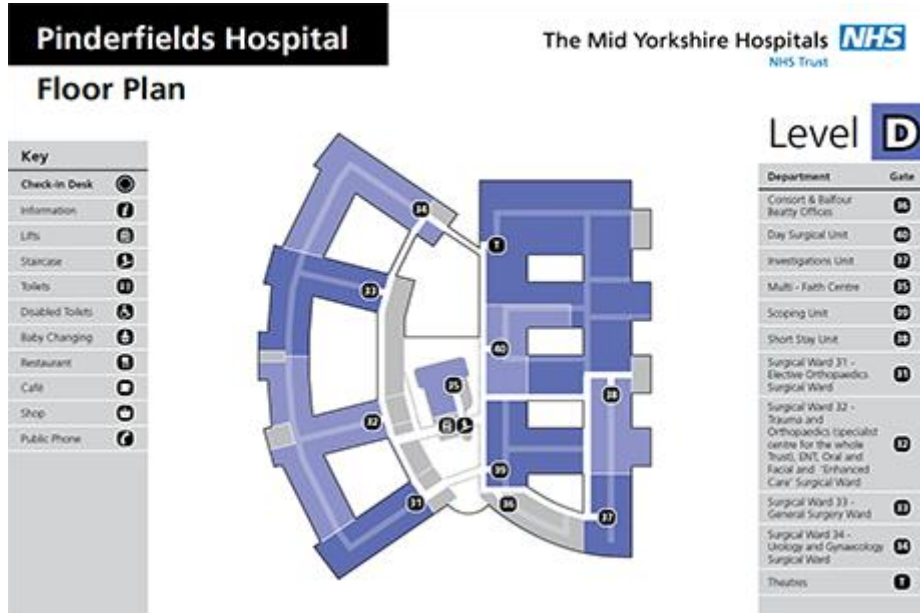 Pinderfields Hospital
The Mid Yorkshire Hospitals NHS
NHS Trust
Floor Plan
Level D
Key
Check-in Desk
Information
Lifts
Staircase
Toilets
Disabled Toilets
Baby Changing
Restaurant
Café
Shop
Public Phone
34
T
33
40
35
38
32
39
31
36
37
Department Gate
Consort & Balfour
Beatty Offices 36
Day Surgical Unit 40
Investigations Unit 37
Multi - Faith Centre 35
Scoping Unit 39
Short Stay Unit 38
Surgical Ward 31 -
Elective Orthopaedics
Surgical Ward 31
Surgical Ward 32 -
Trauma and
Orthopaedics (specialist
centre for the whole
Trust), ENT, Oral and
Facial and 'Enhanced
Care' Surgical Ward 32
Surgical Ward 33 -
General Surgery Ward 33
Surgical Ward 34 -
Urology and Gynaecology
Surgical Ward 34
Theatres T